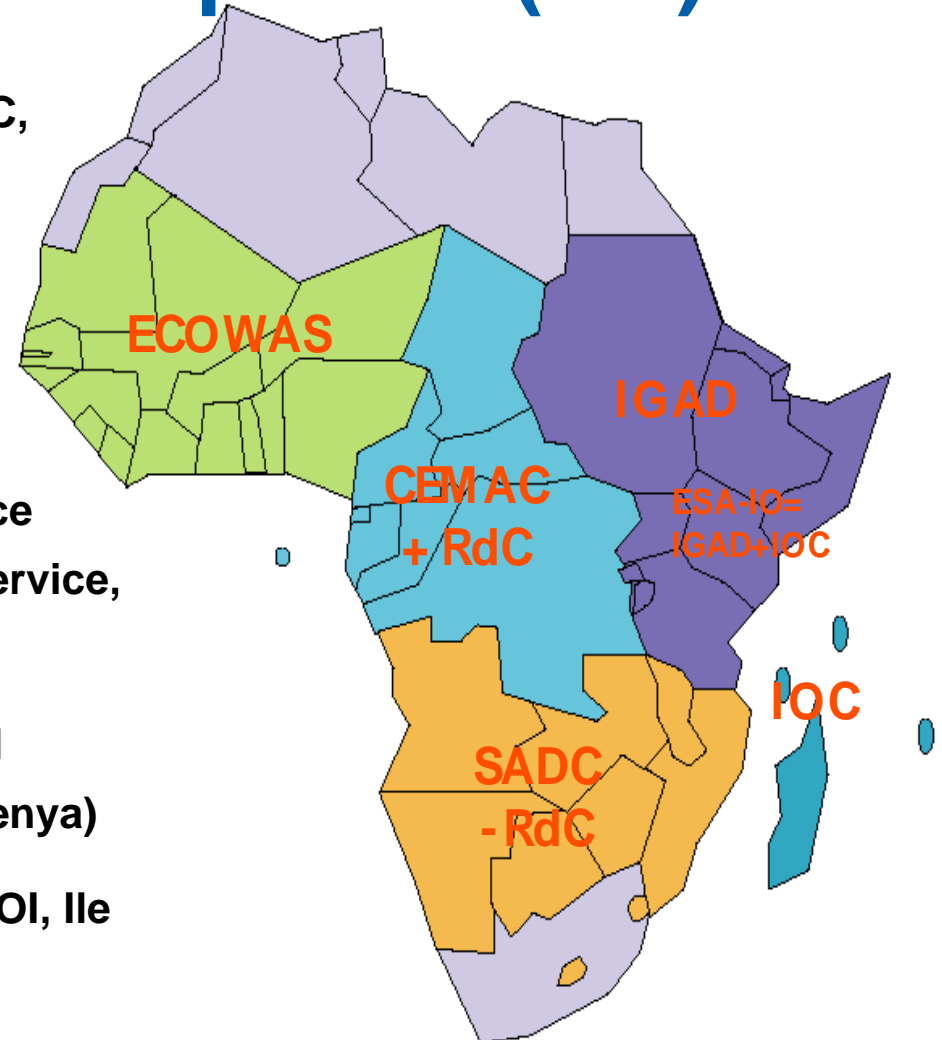 C,
ce
ervice,
enya)
OI, Ile
ECOWAS
IGAD
CEMAC
+ RdC
ESA-IO=
IGAD+IOC
IOC
SADC
- RdC